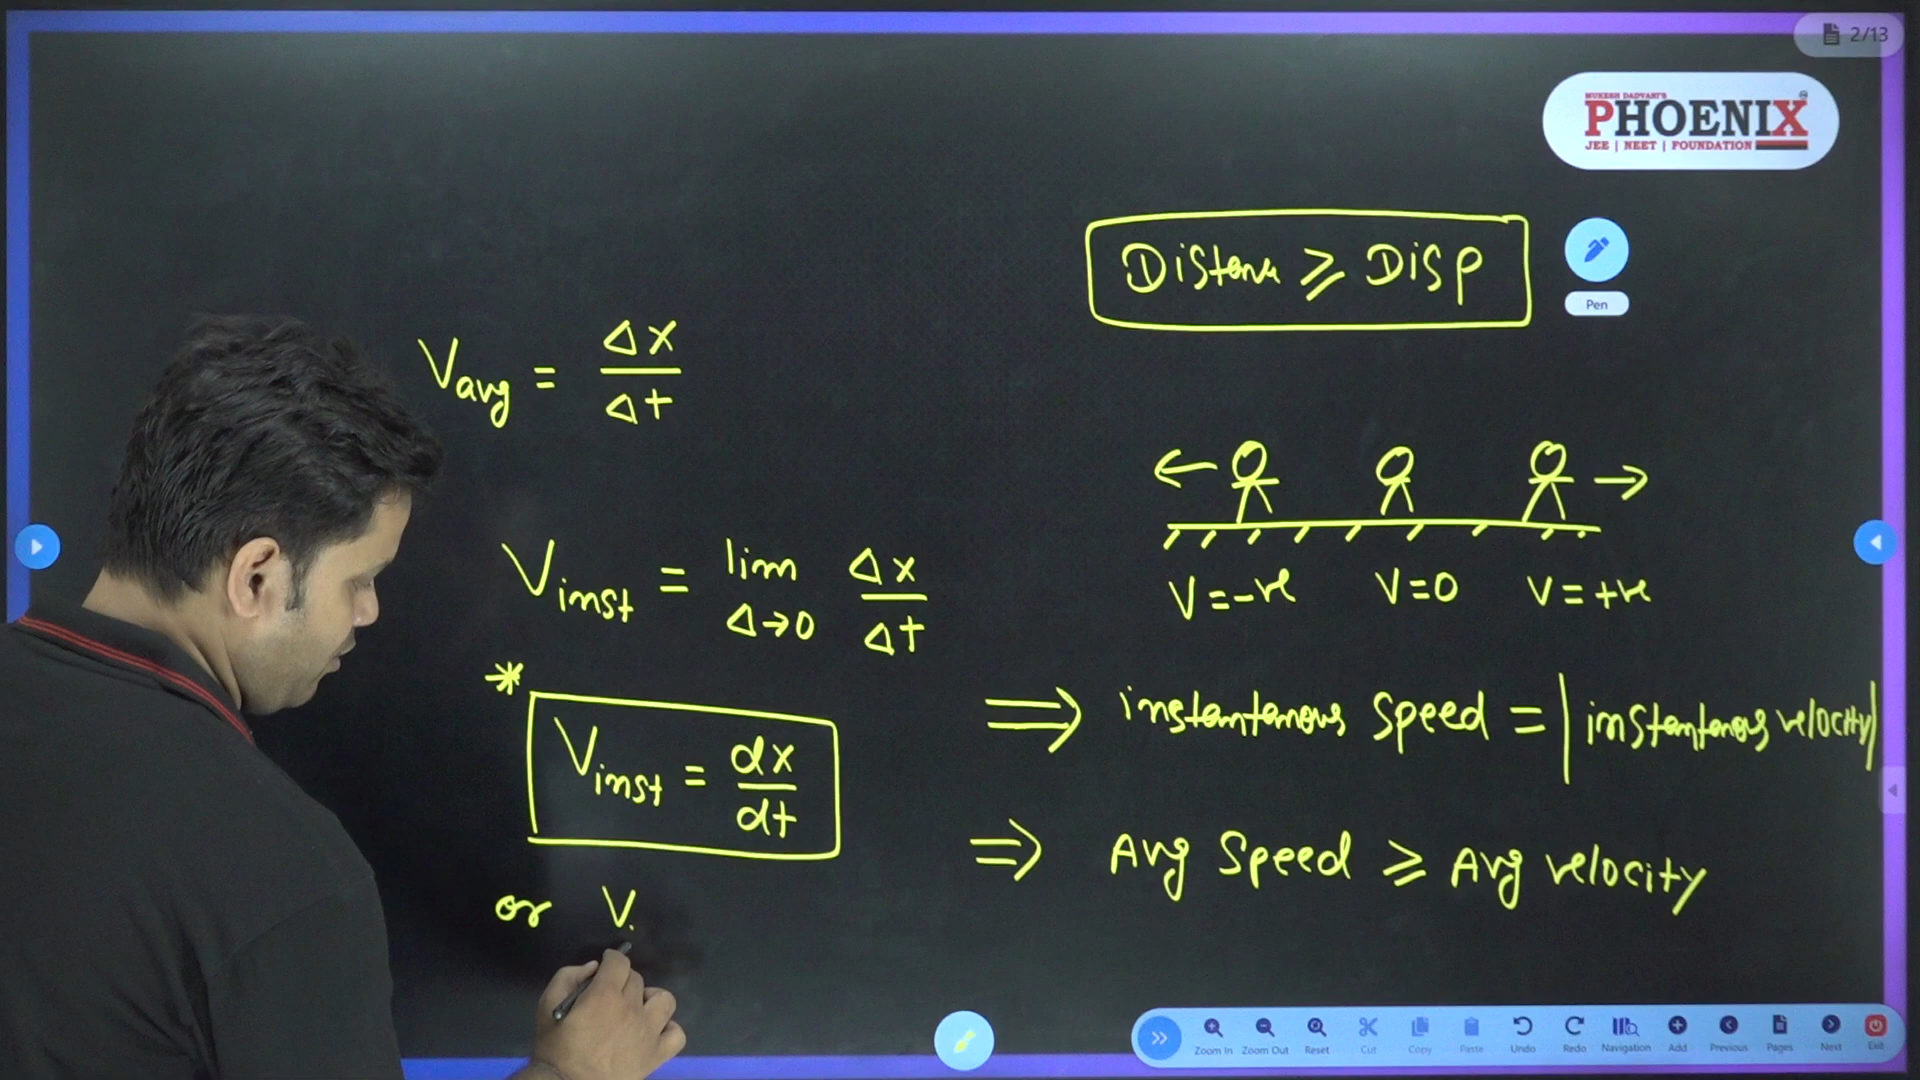 2/13
MUKESH DADVANI'S
PHOENIX
JEE | NEET | FOUNDATION
Distance ⩾ Disp
Pen
Vavg = Δx/Δt
Vinst = lim Δ→0 Δx/Δt
V=-ve V=0 V=+ve
* Vinst = dx/dt
⇒ instantaneous speed = |instantaneous velocity|
⇒ Avg Speed ⩾ Avg velocity
or V
Zoom In Zoom Out Reset Cut Copy Paste Undo Redo Navigation Add Previous Pages Next Exit